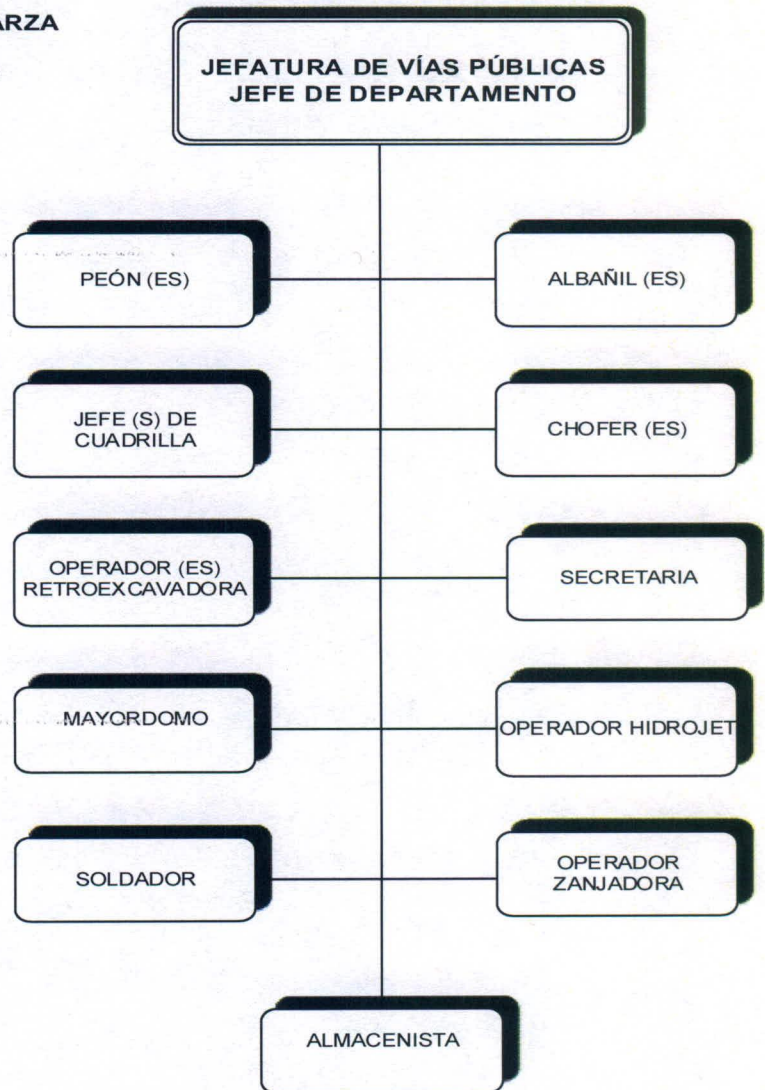 ARZA
JEFATURA DE VÍAS PÚBLICAS
JEFE DE DEPARTAMENTO
PEÓN (ES)
ALBAÑIL (ES)
JEFE (S) DE
CUADRILLA
CHOFER (ES)
OPERADOR (ES)
RETROEXCAVADORA
SECRETARIA
MAYORDOMO
OPERADOR HIDROJET
SOLDADOR
OPERADOR
ZANJADORA
ALMACENISTA